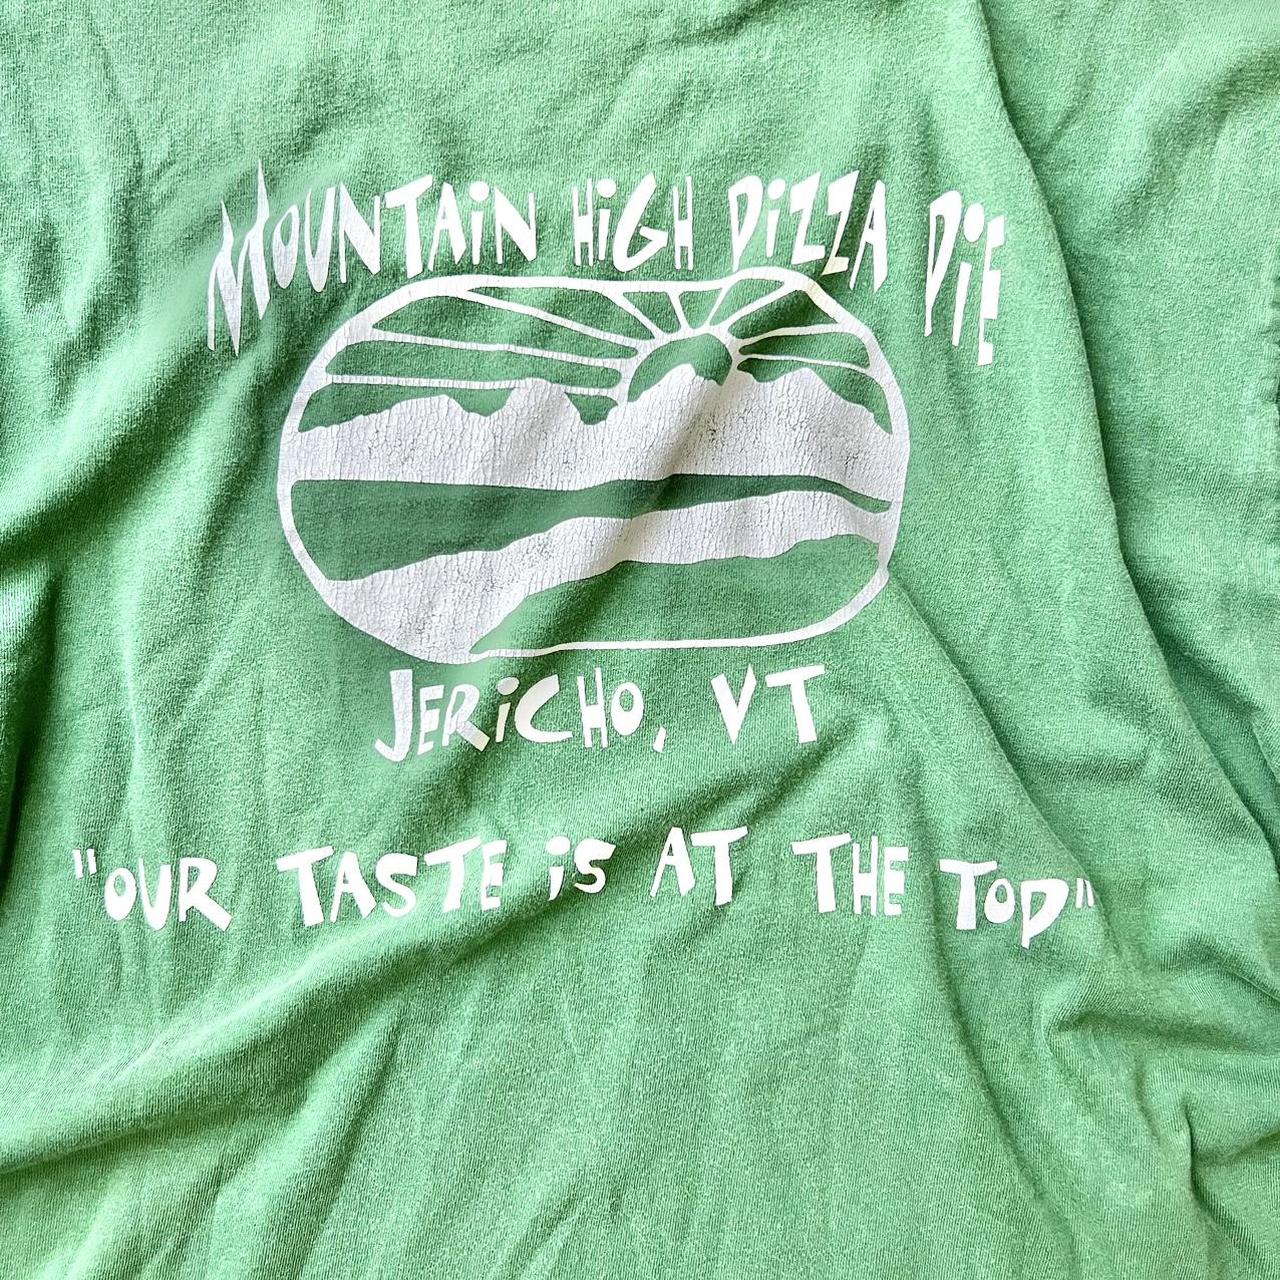 MOUNTAiN HiGH PiZZA PiE
JERiCHO, VT
"OUR TASTE iS AT THE TOP"